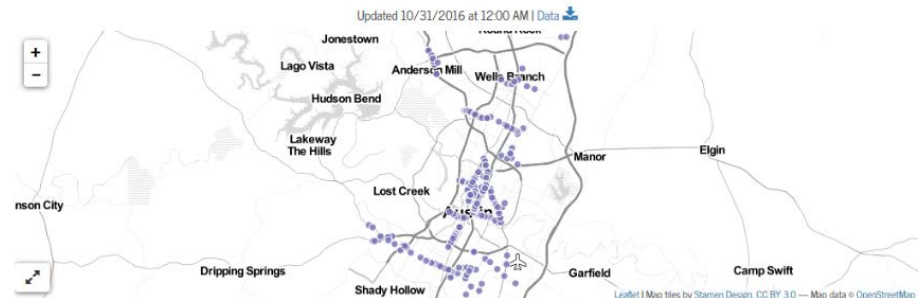 Updated 10/31/2016 at 12:00 AM | Data
+
−
Jonestown
Round Rock
Lago Vista
Anderson Mill
Wells Branch
Hudson Bend
Lakeway
The Hills
Manor
Elgin
Lost Creek
nson City
Austin
Dripping Springs
Garfield
Camp Swift
Shady Hollow
Leaflet | Map tiles by Stamen Design, CC BY 3.0 — Map data © OpenStreetMap